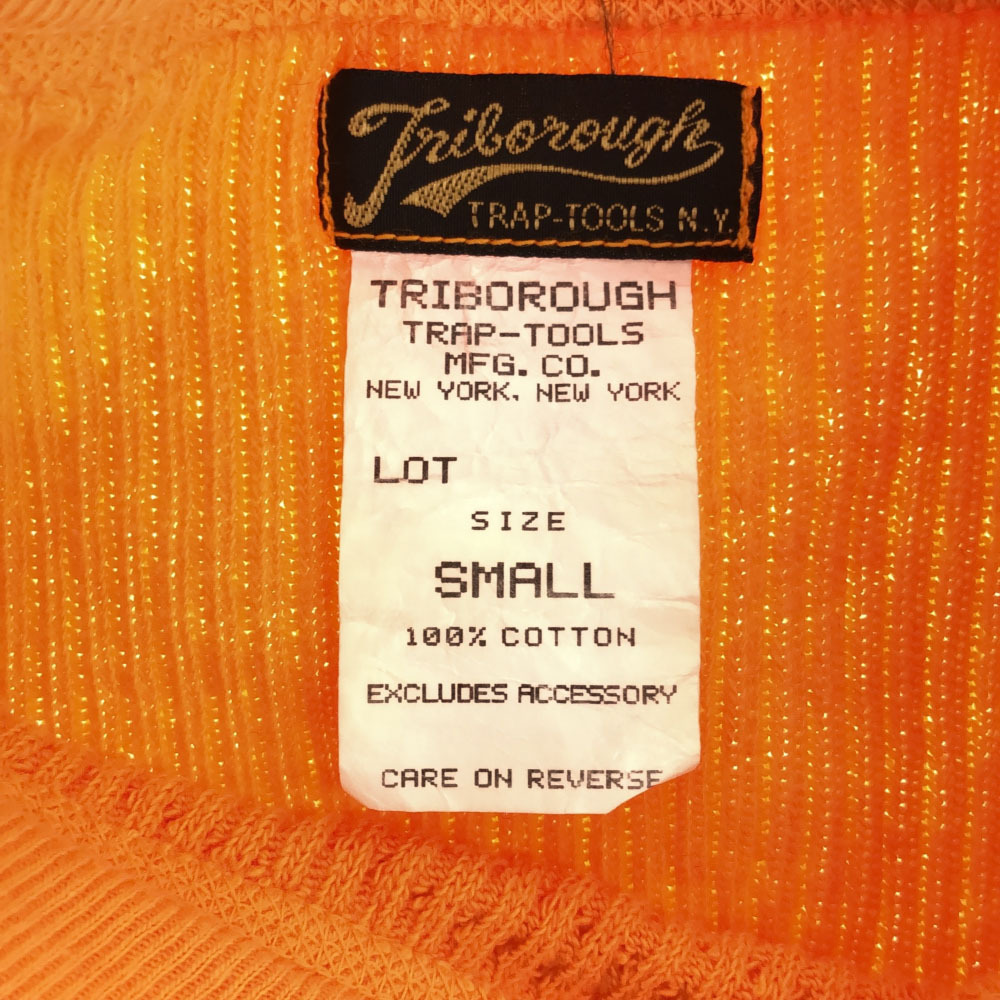 Triborough
TRAP-TOOLS N.Y.
TRIBOROUGH
TRAP-TOOLS
MFG. CO.
NEW YORK, NEW YORK
LOT
SIZE
SMALL
100% COTTON
EXCLUDES ACCESSORY
CARE ON REVERSE